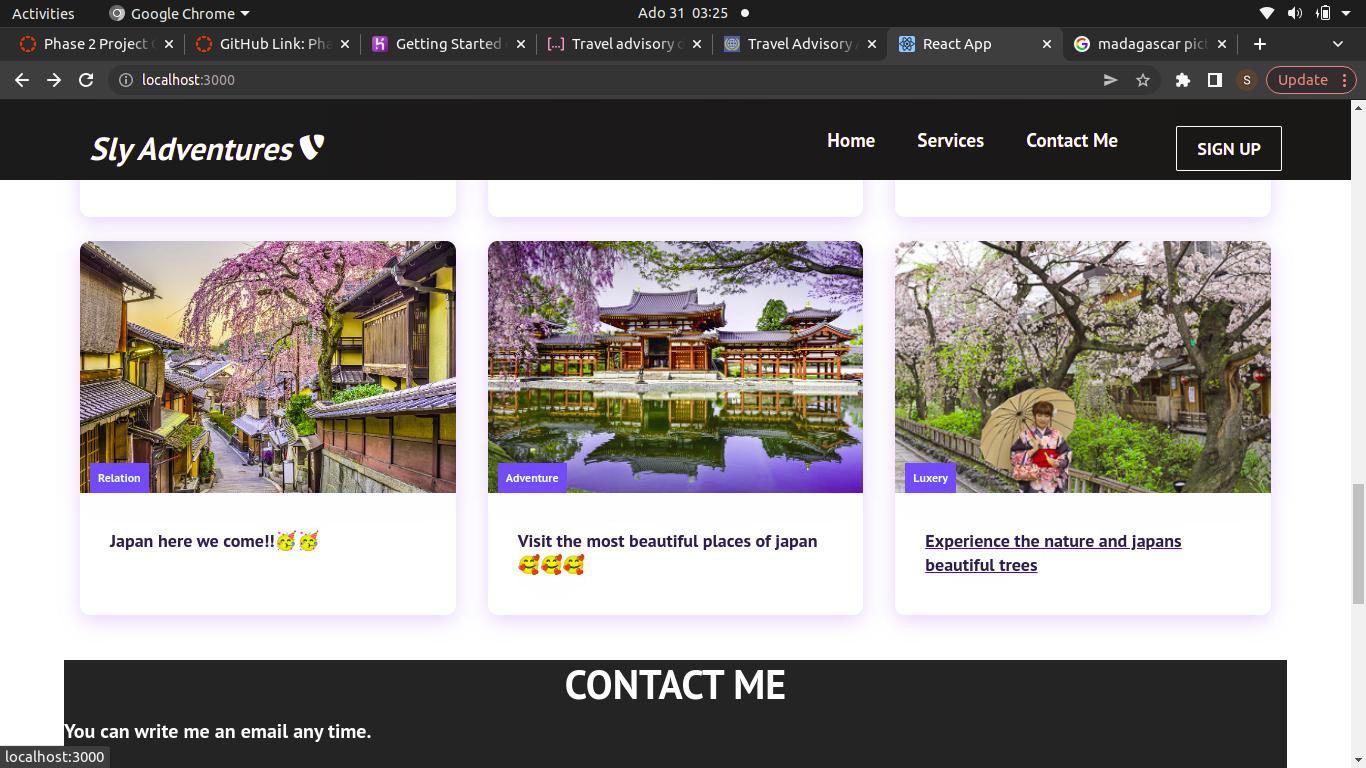 Activities
Google Chrome
Ado 31 03:25
Phase 2 Project
GitHub Link: Pha
Getting Started
Travel advisory
Travel Advisory
React App
madagascar pic
localhost:3000
S
Update
Sly Adventures
Home
Services
Contact Me
SIGN UP
Relation
Adventure
Luxery
Japan here we come!!🥳🥳
Visit the most beautiful places of japan
🥰🥰🥰
Experience the nature and japans
beautiful trees
CONTACT ME
You can write me an email any time.
localhost:3000